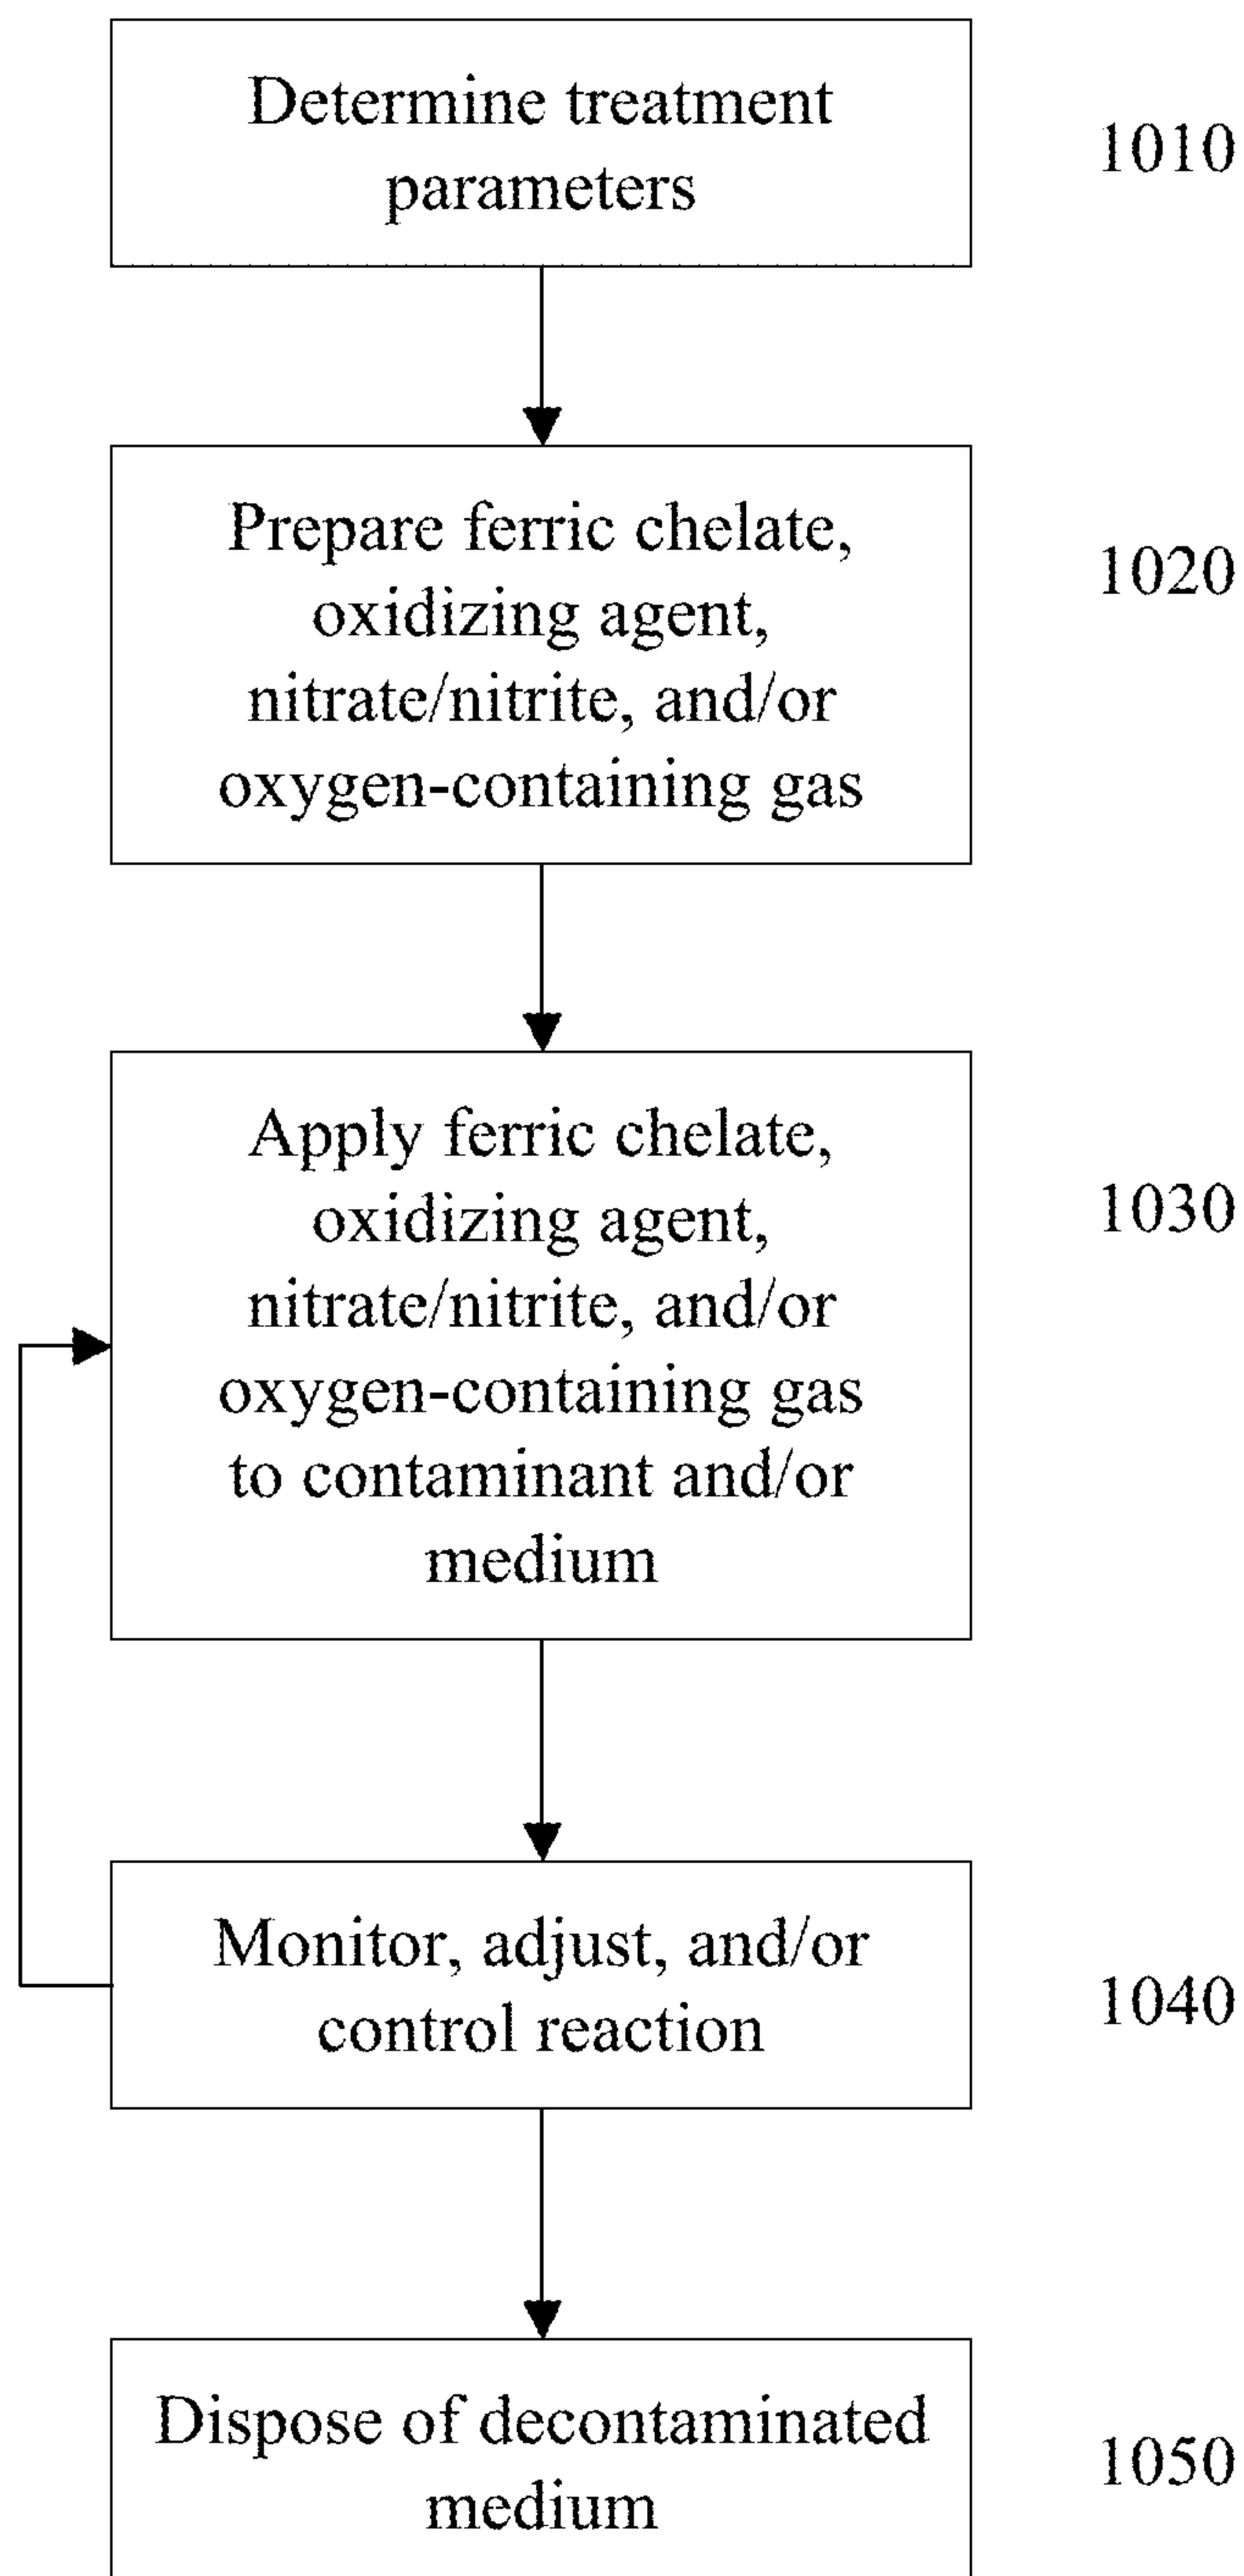 Determine treatment
parameters
1010
Prepare ferric chelate,
oxidizing agent,
nitrate/nitrite, and/or
oxygen-containing gas
1020
Apply ferric chelate,
oxidizing agent,
nitrate/nitrite, and/or
oxygen-containing gas
to contaminant and/or
medium
1030
Monitor, adjust, and/or
control reaction
1040
Dispose of decontaminated
medium
1050